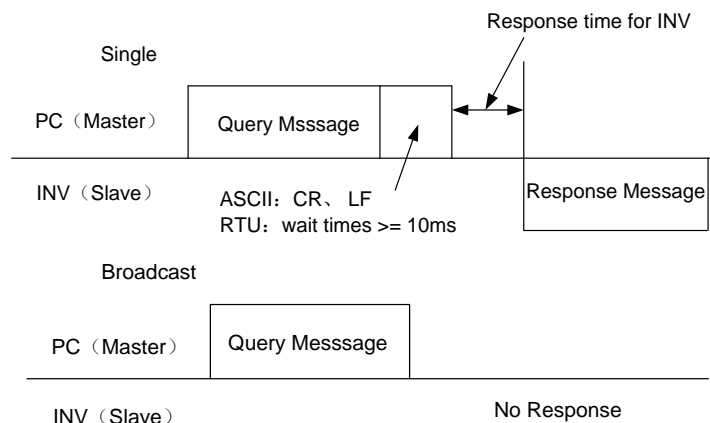 Response time for INV
Single
PC（Master）
Query Msssage
INV（Slave）
ASCII：CR、LF
RTU：wait times >= 10ms
Response Message
Broadcast
PC（Master）
Query Messsage
INV（Slave）
No Response